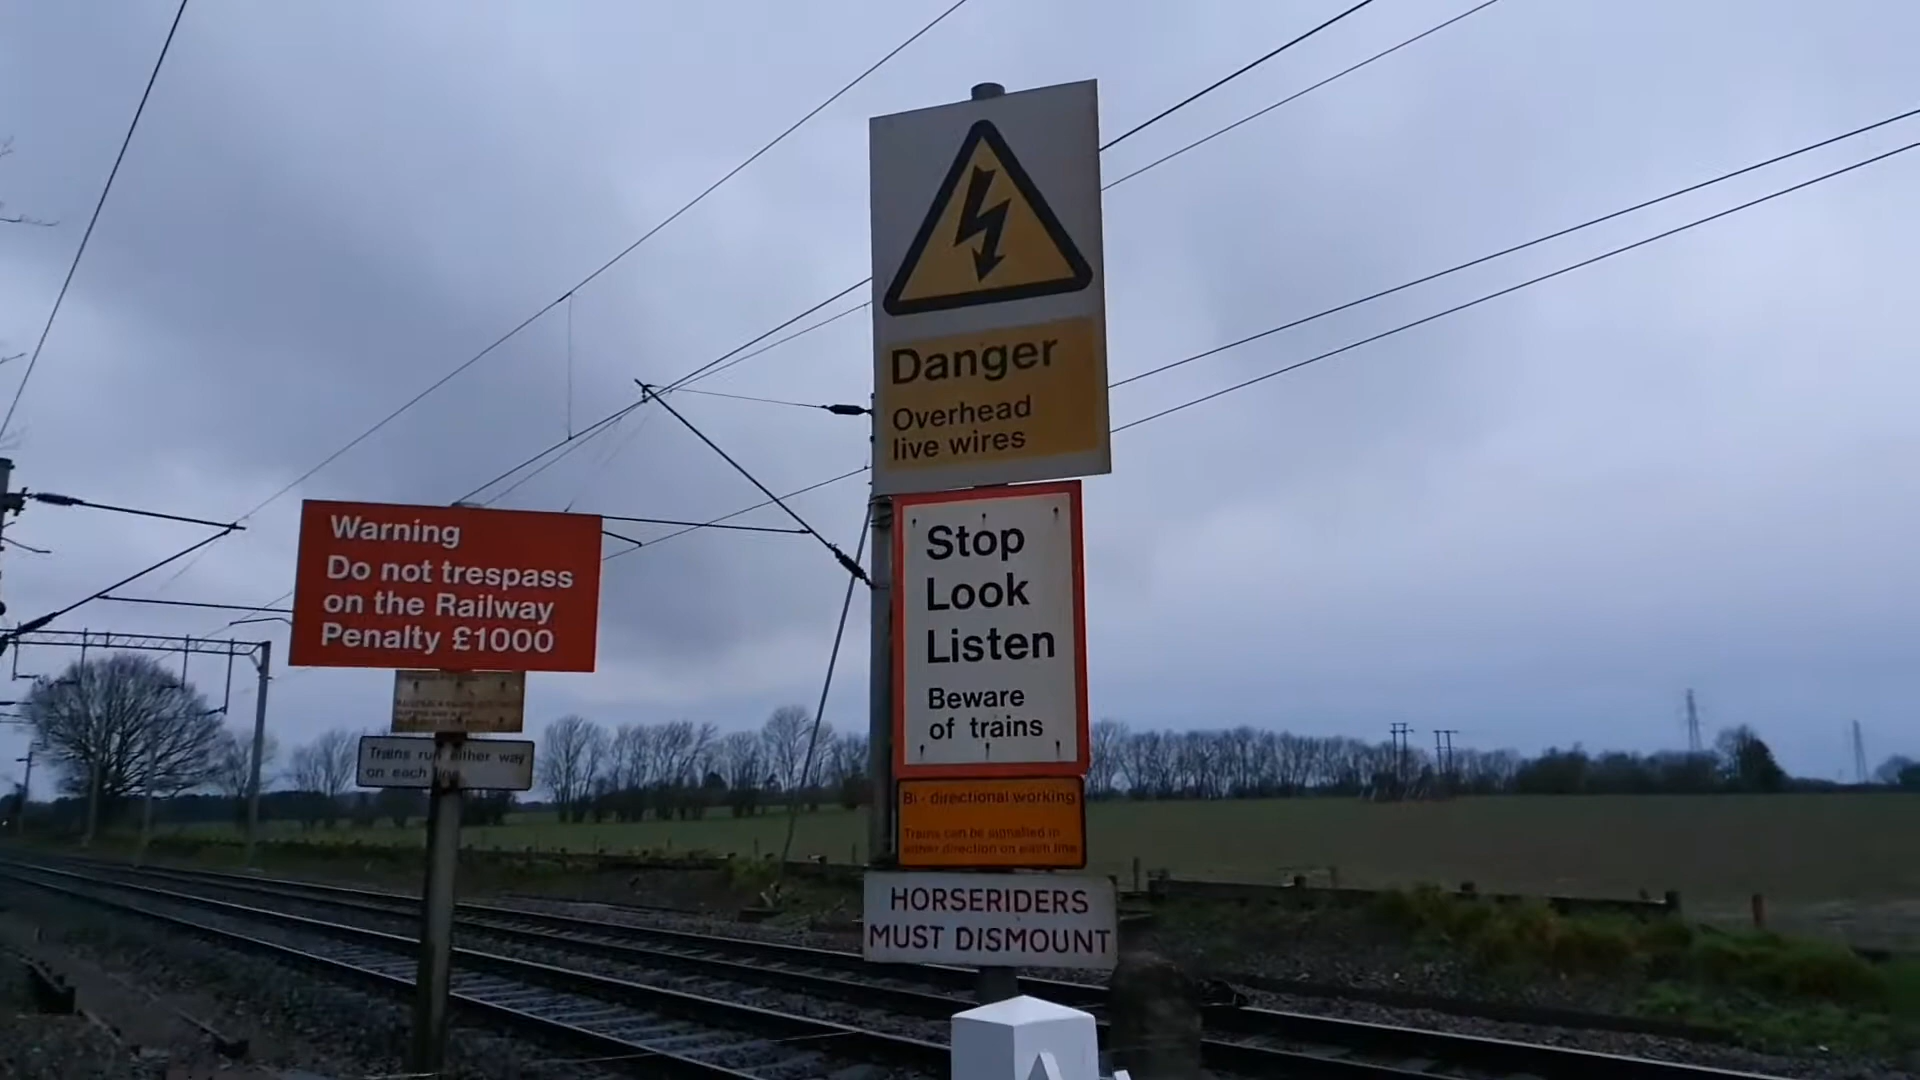 Warning
Do not trespass
on the Railway
Penalty £1000
Trains run either way
on each line
Danger
Overhead
live wires
Stop
Look
Listen
Beware
of trains
Bi - directional working
Trains can be signalled in
either direction on each line
HORSERIDERS
MUST DISMOUNT